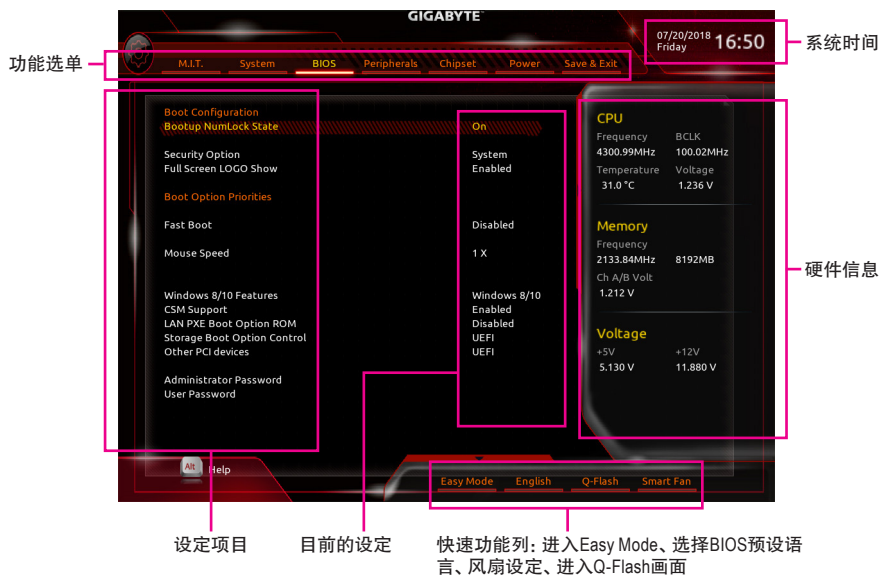 GIGABYTE
07/20/2018
Friday
16:50
系统时间
功能选单
M.I.T. System BIOS Peripherals Chipset Power Save & Exit
Boot Configuration
Bootup NumLock State On
Security Option System
Full Screen LOGO Show Enabled
Boot Option Priorities
Fast Boot Disabled
Mouse Speed 1 X
Windows 8/10 Features Windows 8/10
CSM Support Enabled
LAN PXE Boot Option ROM Disabled
Storage Boot Option Control UEFI
Other PCI devices UEFI
Administrator Password
User Password
CPU
Frequency BCLK
4300.99MHz 100.02MHz
Temperature Voltage
31.0 °C 1.236 V
Memory
Frequency
2133.84MHz 8192MB
Ch A/B Volt
1.212 V
Voltage
+5V +12V
5.130 V 11.880 V
硬件信息
Alt Help
Easy Mode English Q-Flash Smart Fan
设定项目
目前的设定
快速功能列: 进入Easy Mode、选择BIOS预设语
言、风扇设定、进入Q-Flash画面